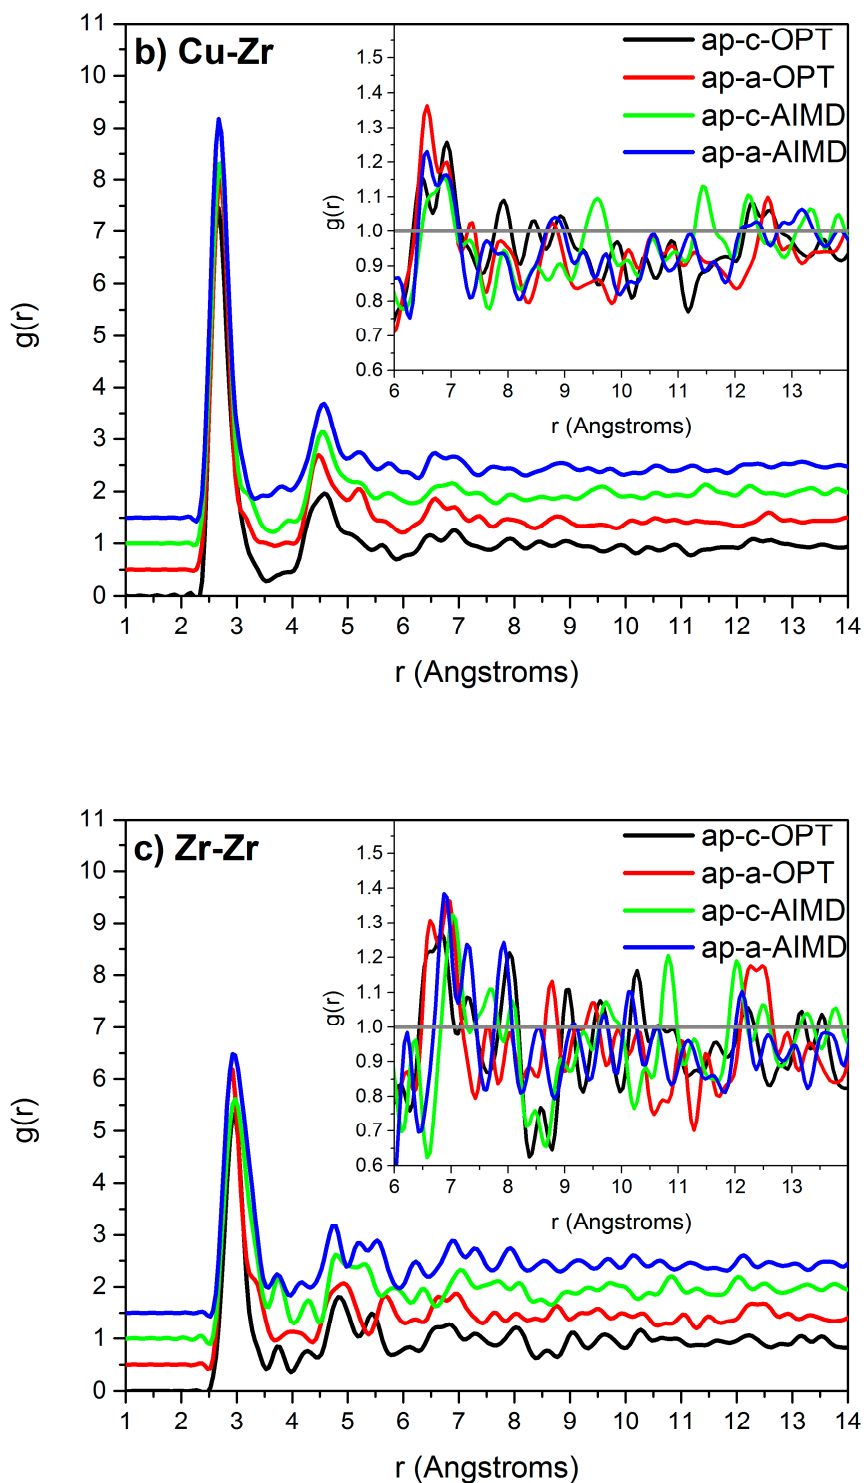 b) Cu-Zr
ap-c-OPT
ap-a-OPT
ap-c-AIMD
ap-a-AIMD
g(r)
11
10
9
8
7
6
5
4
3
2
1
0
1 2 3 4 5 6 7 8 9 10 11 12 13 14
r (Angstroms)
g(r)
1.5
1.4
1.3
1.2
1.1
1.0
0.9
0.8
0.7
0.6
6 7 8 9 10 11 12 13
r (Angstroms)
c) Zr-Zr
ap-c-OPT
ap-a-OPT
ap-c-AIMD
ap-a-AIMD
g(r)
11
10
9
8
7
6
5
4
3
2
1
0
1 2 3 4 5 6 7 8 9 10 11 12 13 14
r (Angstroms)
g(r)
1.5
1.4
1.3
1.2
1.1
1.0
0.9
0.8
0.7
0.6
6 7 8 9 10 11 12 13
r (Angstroms)